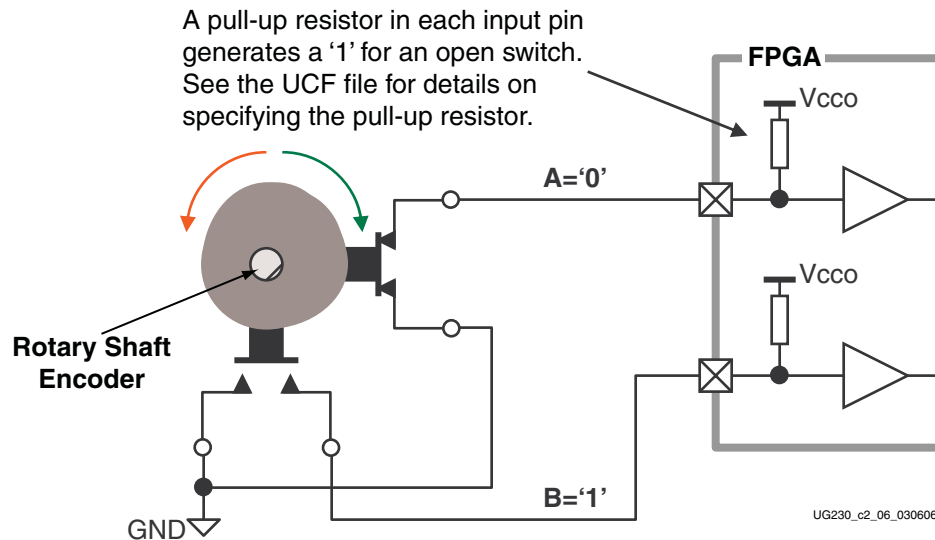 A pull-up resistor in each input pin
generates a ‘1’ for an open switch.
See the UCF file for details on
specifying the pull-up resistor.
FPGA
Vcco
A=‘0’
Vcco
Rotary Shaft
Encoder
B=‘1’
GND
UG230_c2_06_030606